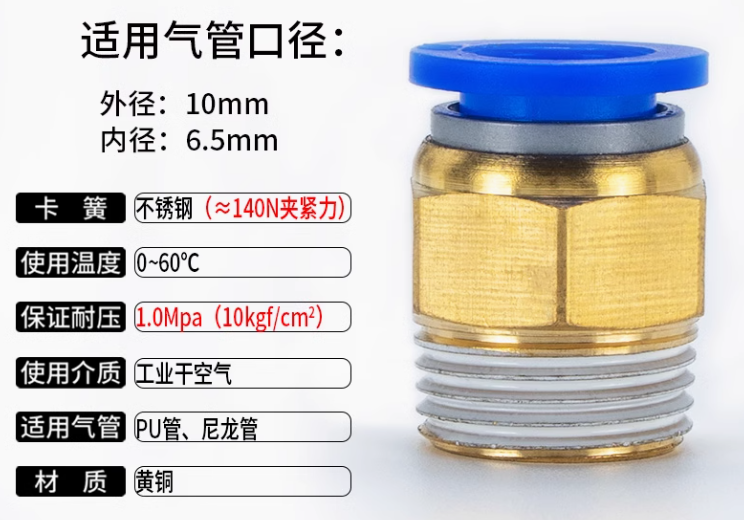 适用气管口径：
外径：10mm
内径：6.5mm
卡 簧 不锈钢（≈140N夹紧力）
使用温度 0~60℃
保证耐压 1.0Mpa（10kgf/cm²）
使用介质 工业干空气
适用气管 PU管、尼龙管
材 质 黄铜